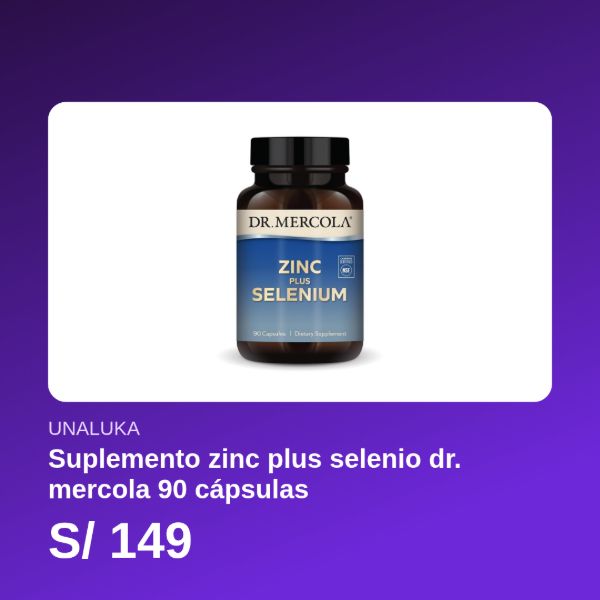 DR. MERCOLA®
ZINC
PLUS
SELENIUM
NSF
90 Capsules | Dietary Supplement
UNALUKA
Suplemento zinc plus selenio dr.
mercola 90 cápsulas
S/ 149